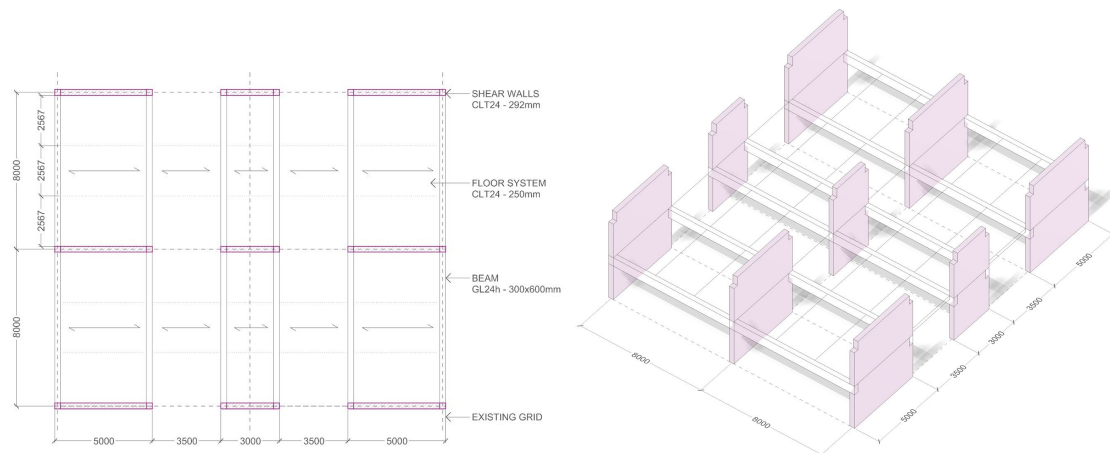 SHEAR WALLS
CLT24 - 292mm
2567
8000
2567
FLOOR SYSTEM
CLT24 - 250mm
2567
BEAM
GL24h - 300x600mm
8000
EXISTING GRID
5000
3500
3000
3500
5000
5000
3500
3000
3500
5000
8000
8000